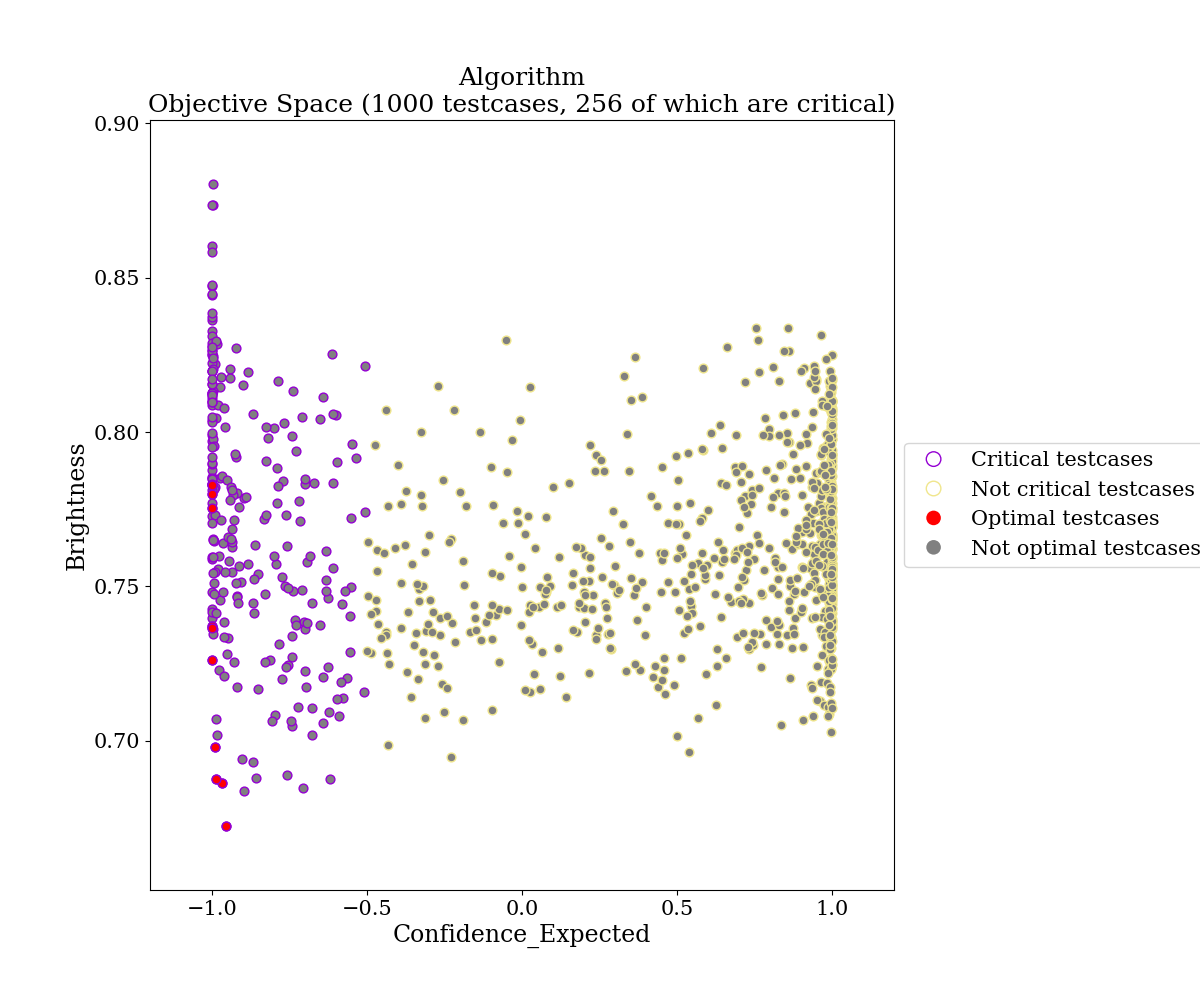 Algorithm
Objective Space (1000 testcases, 256 of which are critical)
0.90
0.85
0.80
0.75
0.70
Brightness
−1.0
−0.5
0.0
0.5
1.0
Confidence_Expected
Critical testcases
Not critical testcases
Optimal testcases
Not optimal testcases